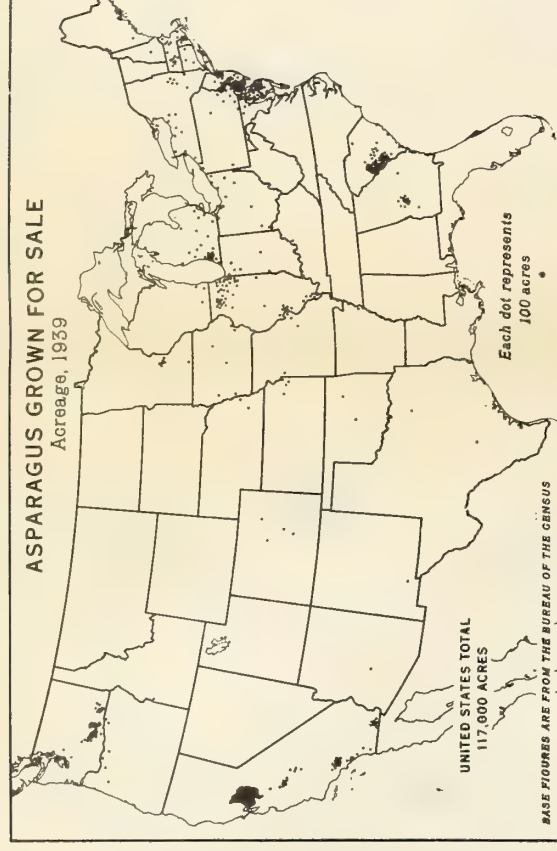 ASPARAGUS GROWN FOR SALE
Acreage, 1939
Each dot represents
100 acres
UNITED STATES TOTAL
117,000 ACRES
BASE FIGURES ARE FROM THE BUREAU OF THE CENSUS